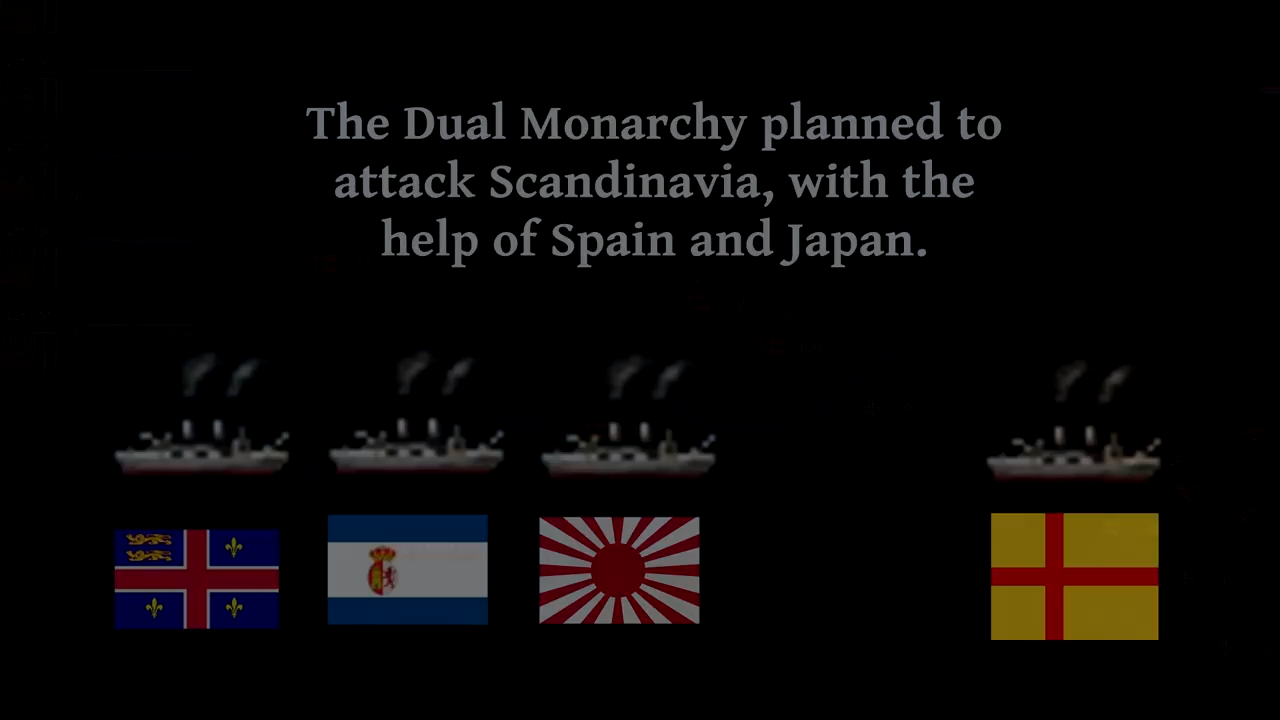 The Dual Monarchy planned to
attack Scandinavia, with the
help of Spain and Japan.